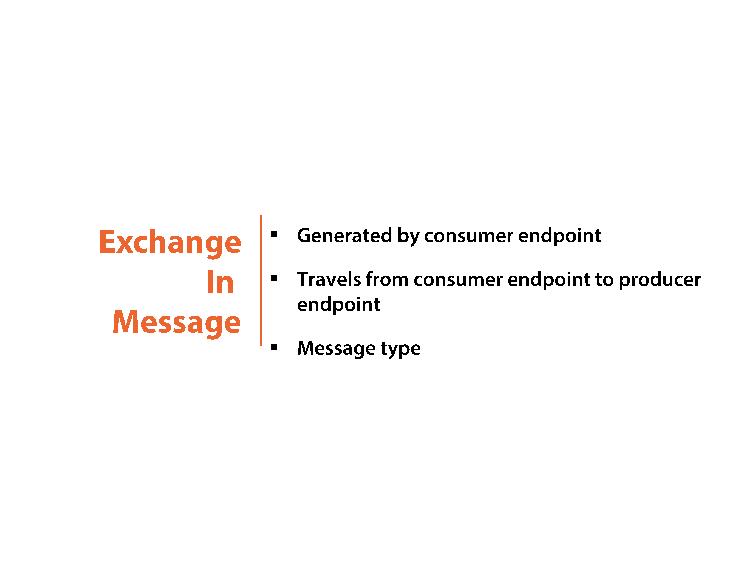 Exchange
In
Message
▪ Generated by consumer endpoint
▪ Travels from consumer endpoint to producer
endpoint
▪ Message type